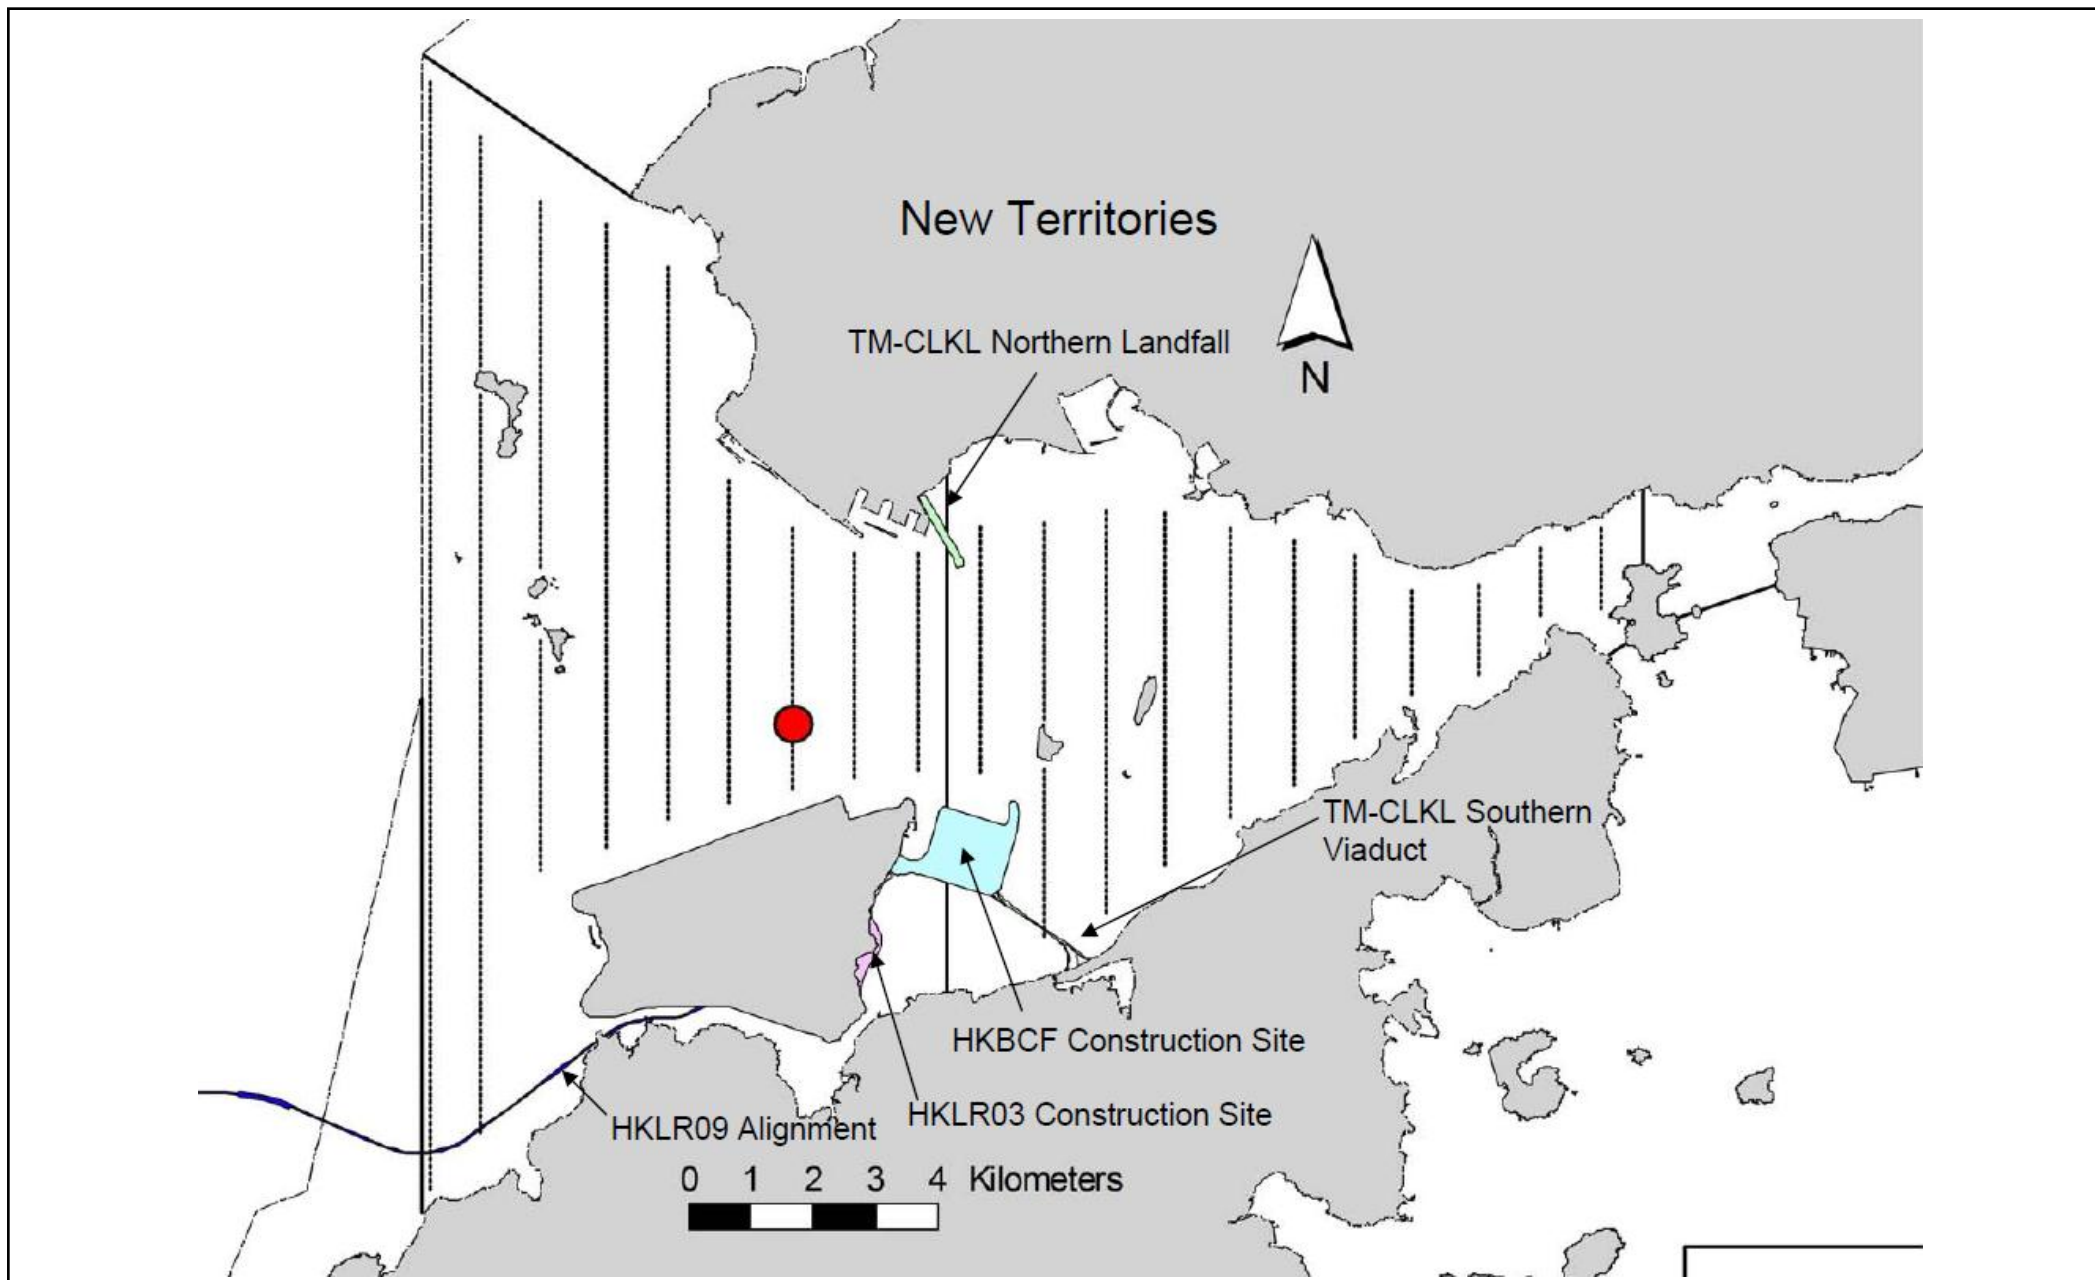 New Territories
TM-CLKL Northern Landfall
N
TM-CLKL Southern
Viaduct
HKBCF Construction Site
HKLR03 Construction Site
HKLR09 Alignment
0 1 2 3 4 Kilometers